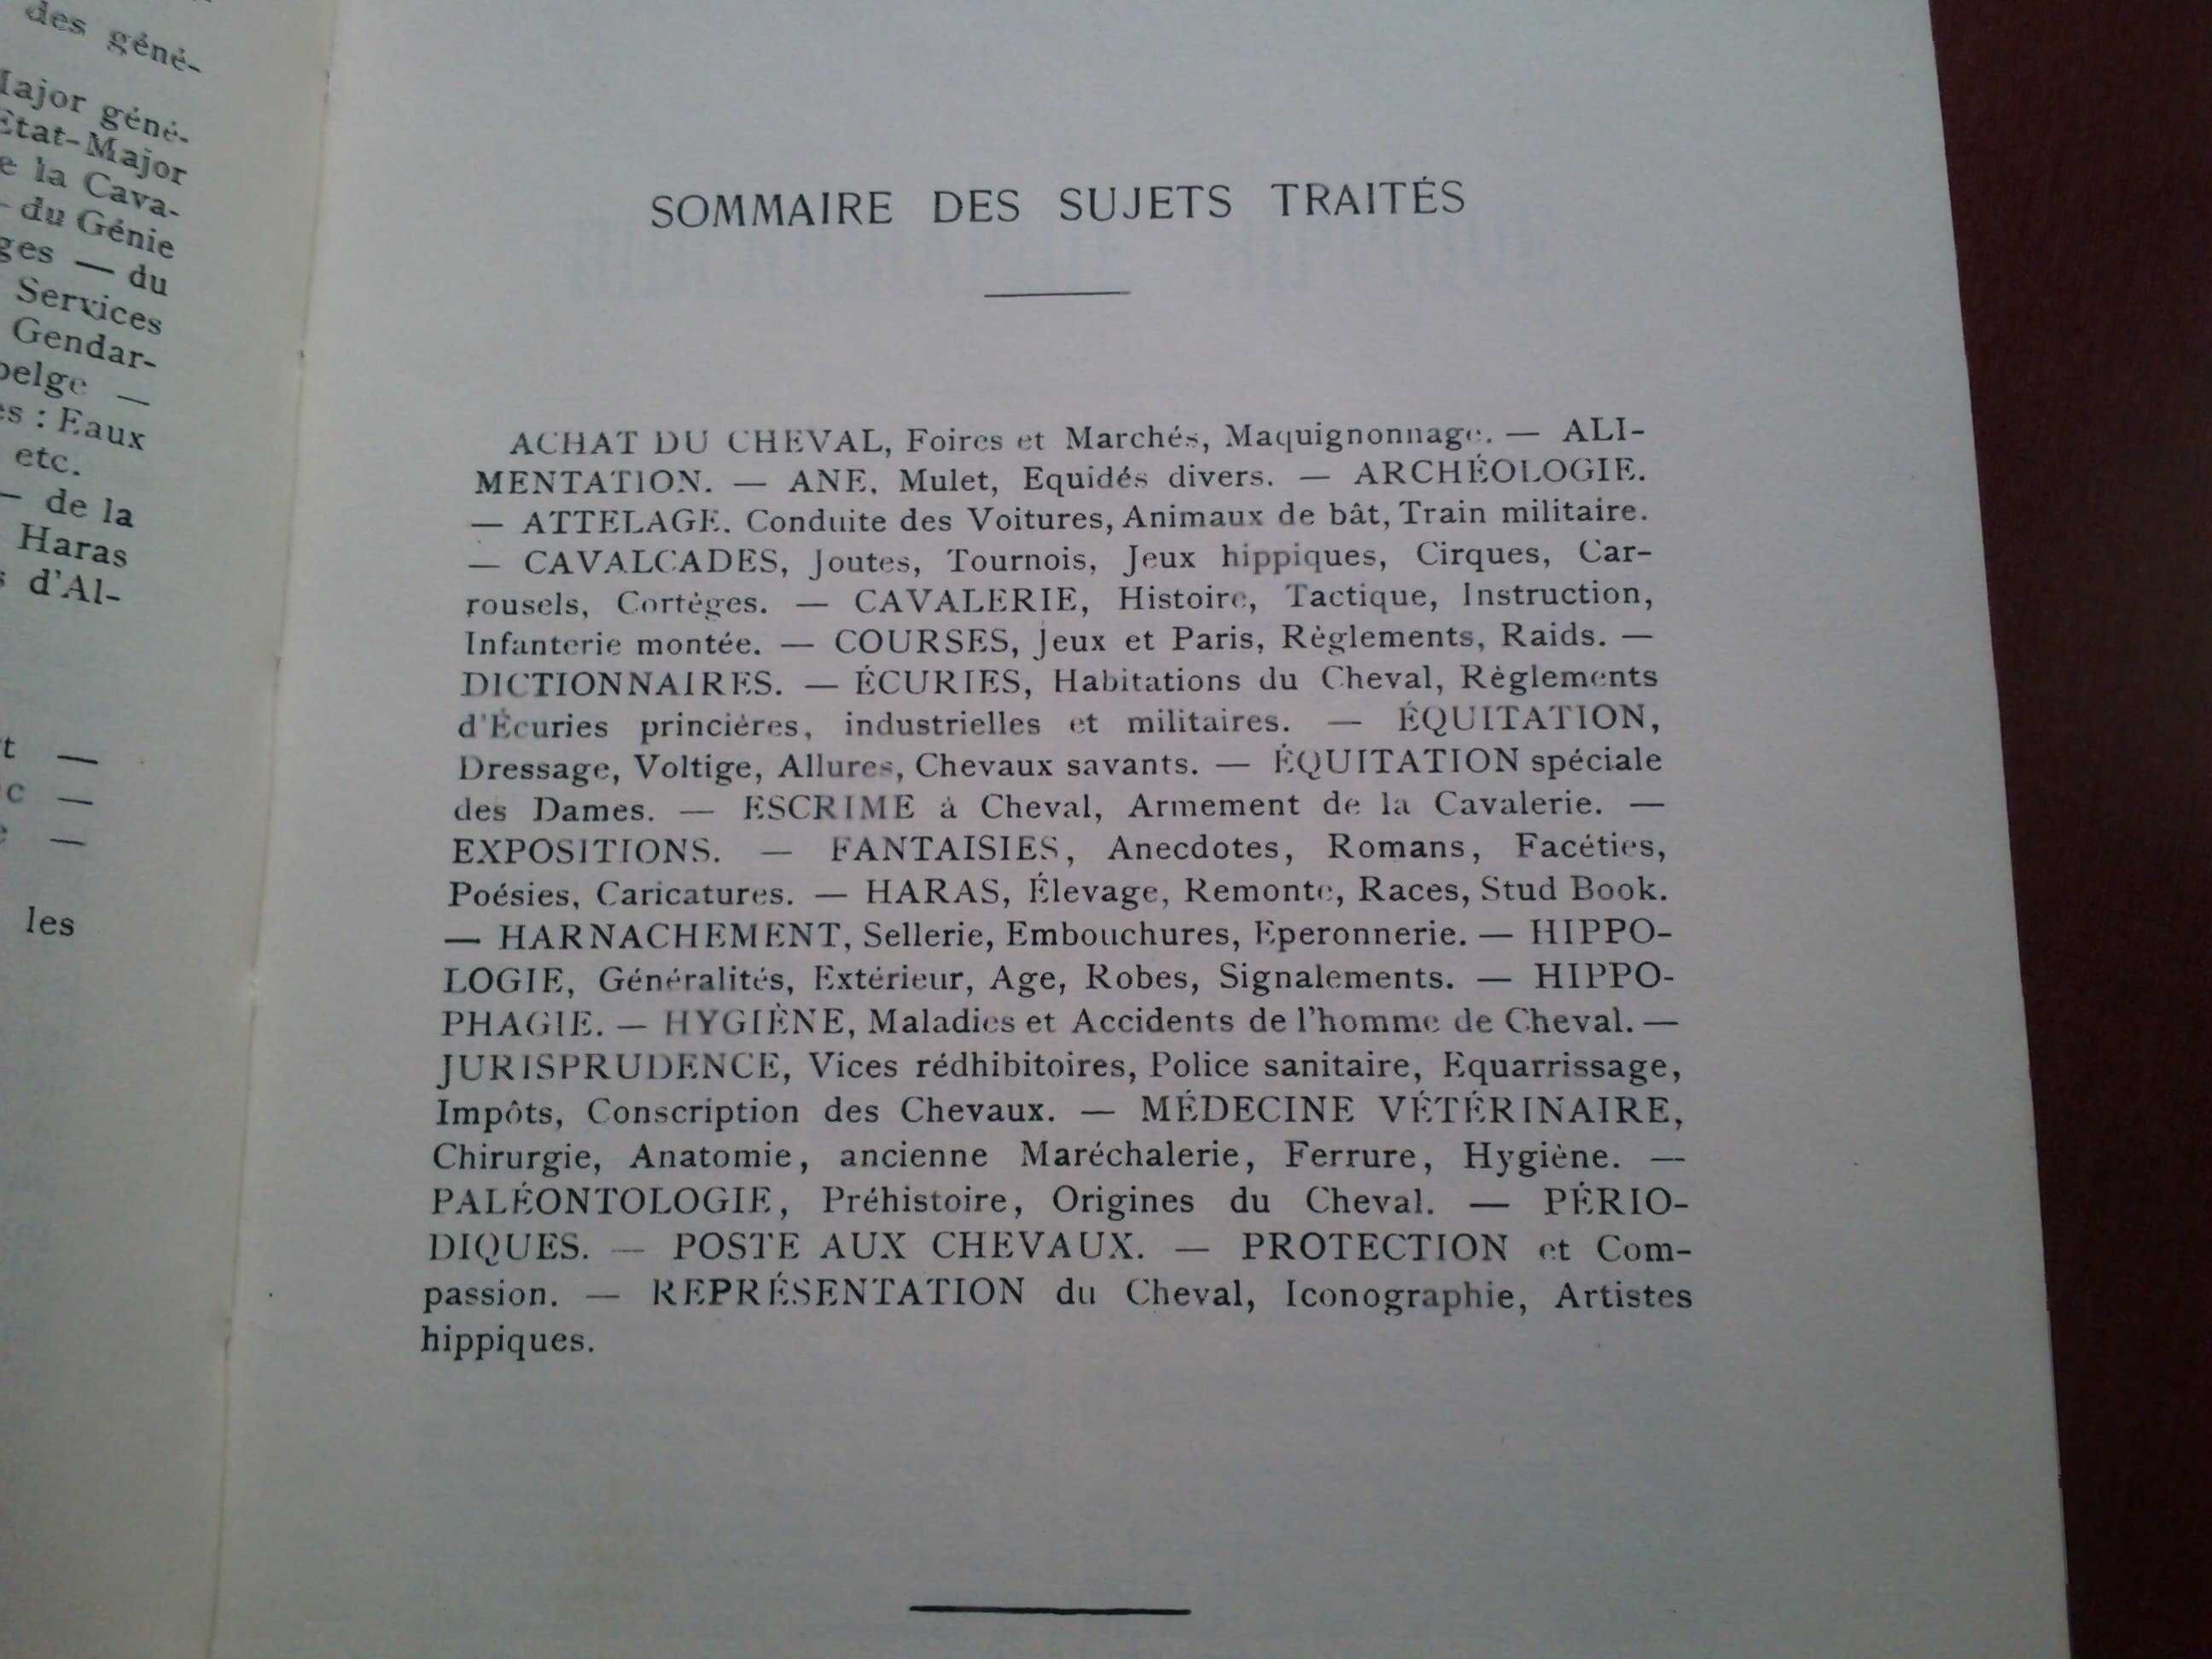 des géné-
Major géné-
État-Major
la Cava-
du Génie
— du
Services
Gendar-
belge —
: Eaux
etc.
— de la
Haras
d'Al-
—
—
—
les
SOMMAIRE DES SUJETS TRAITÉS
ACHAT DU CHEVAL, Foires et Marchés, Maquignonnage. — ALI-
MENTATION. — ANE, Mulet, Equidés divers. — ARCHÉOLOGIE.
— ATTELAGE. Conduite des Voitures, Animaux de bât, Train militaire.
— CAVALCADES, Joutes, Tournois, Jeux hippiques, Cirques, Car-
rousels, Cortèges. — CAVALERIE, Histoire, Tactique, Instruction,
Infanterie montée. — COURSES, Jeux et Paris, Règlements, Raids. —
DICTIONNAIRES. — ÉCURIES, Habitations du Cheval, Règlements
d'Écuries princières, industrielles et militaires. — ÉQUITATION,
Dressage, Voltige, Allures, Chevaux savants. — ÉQUITATION spéciale
des Dames. — ESCRIME à Cheval, Armement de la Cavalerie. —
EXPOSITIONS. — FANTAISIES, Anecdotes, Romans, Facéties,
Poésies, Caricatures. — HARAS, Élevage, Remonte, Races, Stud Book.
— HARNACHEMENT, Sellerie, Embouchures, Eperonnerie. — HIPPO-
LOGIE, Généralités, Extérieur, Age, Robes, Signalements. — HIPPO-
PHAGIE. — HYGIÈNE, Maladies et Accidents de l'homme de Cheval. —
JURISPRUDENCE, Vices rédhibitoires, Police sanitaire, Equarrissage,
Impôts, Conscription des Chevaux. — MÉDECINE VÉTÉRINAIRE,
Chirurgie, Anatomie, ancienne Maréchalerie, Ferrure, Hygiène. —
PALÉONTOLOGIE, Préhistoire, Origines du Cheval. — PÉRIO-
DIQUES. — POSTE AUX CHEVAUX. — PROTECTION et Com-
passion. — REPRÉSENTATION du Cheval, Iconographie, Artistes
hippiques.